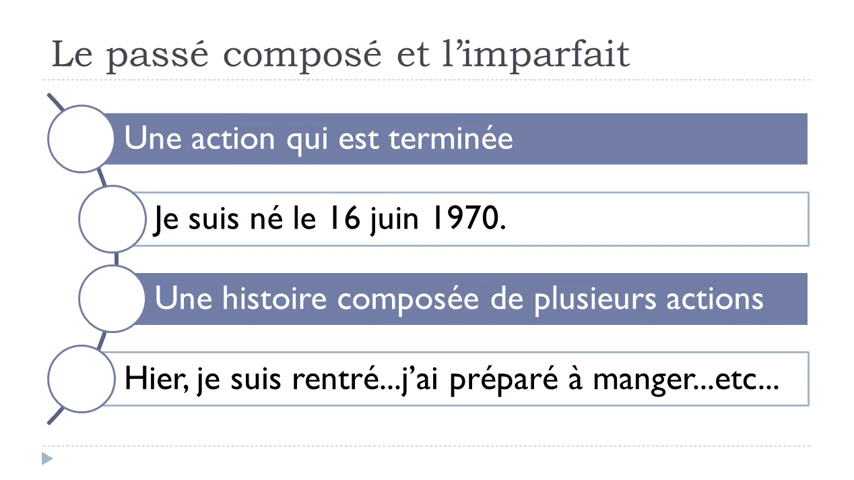 Le passé composé et l’imparfait
Une action qui est terminée
Je suis né le 16 juin 1970.
Une histoire composée de plusieurs actions
Hier, je suis rentré...j’ai préparé à manger...etc...